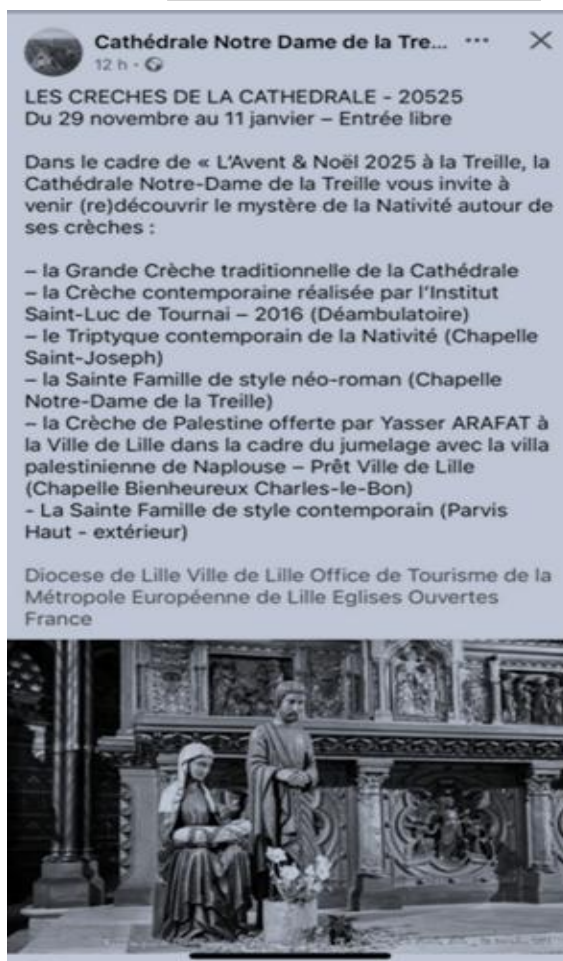 Cathédrale Notre Dame de la Tre...
12 h
LES CRECHES DE LA CATHEDRALE - 20525
Du 29 novembre au 11 janvier – Entrée libre
Dans le cadre de « L'Avent & Noël 2025 à la Treille, la
Cathédrale Notre-Dame de la Treille vous invite à
venir (re)découvrir le mystère de la Nativité autour de
ses crèches :
– la Grande Crèche traditionnelle de la Cathédrale
– la Crèche contemporaine réalisée par l'Institut
Saint-Luc de Tournai – 2016 (Déambulatoire)
– le Triptyque contemporain de la Nativité (Chapelle
Saint-Joseph)
– la Sainte Famille de style néo-roman (Chapelle
Notre-Dame de la Treille)
– la Crèche de Palestine offerte par Yasser ARAFAT à
la Ville de Lille dans la cadre du jumelage avec la villa
palestinienne de Naplouse – Prêt Ville de Lille
(Chapelle Bienheureux Charles-le-Bon)
- La Sainte Famille de style contemporain (Parvis
Haut - extérieur)
Diocese de Lille Ville de Lille Office de Tourisme de la
Métropole Européenne de Lille Eglises Ouvertes
France